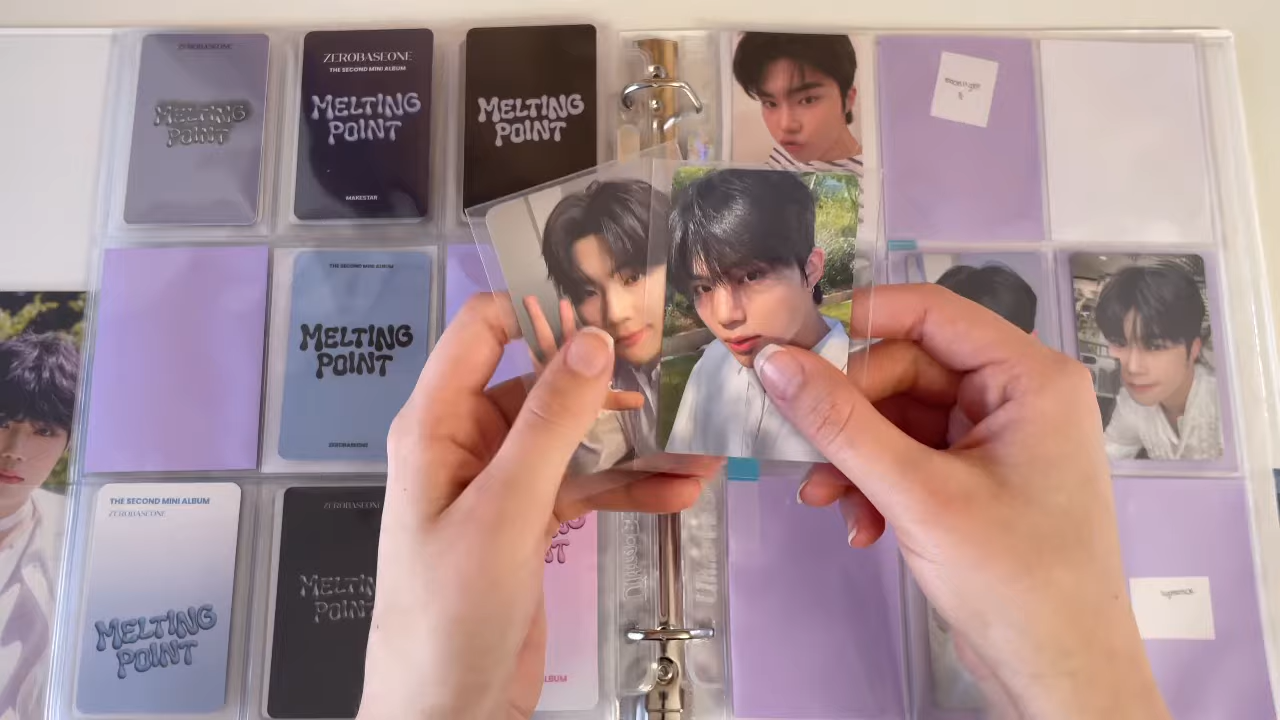 ZEROBASEONE
MELTING
POINT
ZEROBASEONE
THE SECOND MINI ALBUM
MELTING
POINT
MAKESTAR
MELTING
POINT
THE SECOND MINI ALBUM
MELTING
POINT
ZEROBASEONE
THE SECOND MINI ALBUM
ZEROBASEONE
MELTING
POINT
ZEROBASEONE
MELTING
POINT
ALBUM